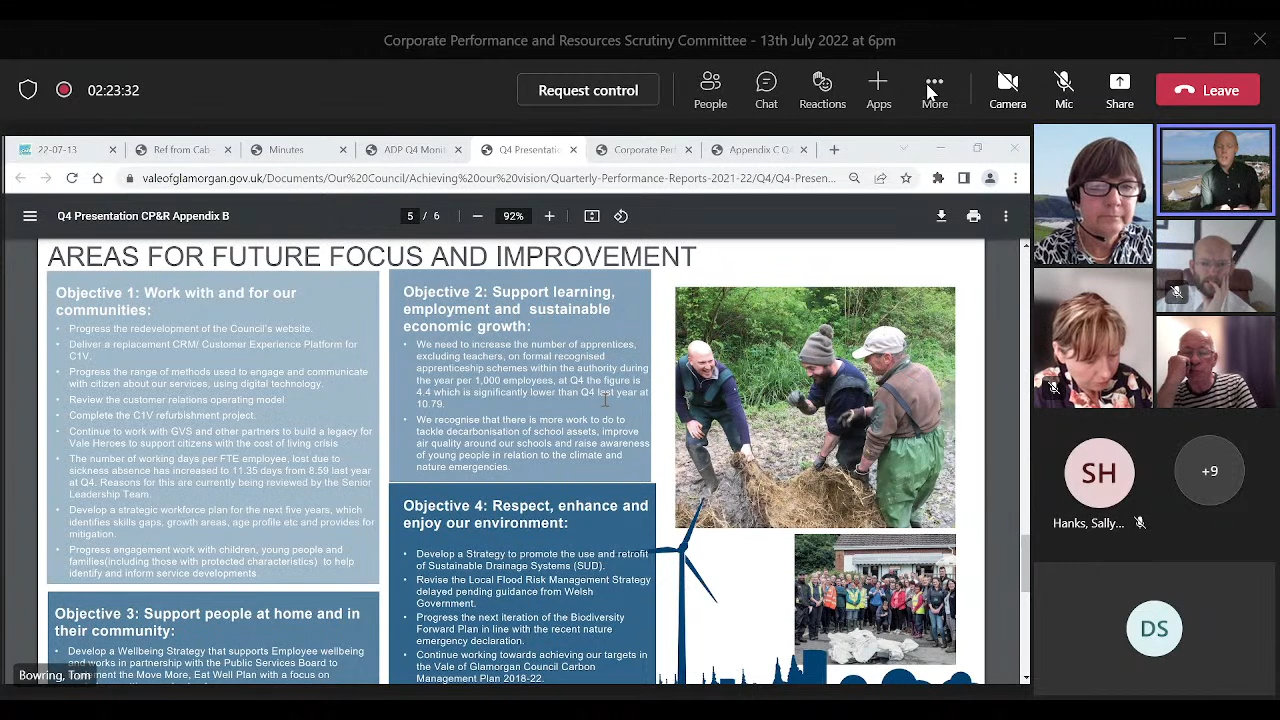 Corporate Performance and Resources Scrutiny Committee - 13th July 2022 at 6pm
02:23:32
Request control
People
Chat
Reactions
Apps
More
Camera
Mic
Share
Leave
22-07-13
Ref from Cab
Minutes
ADP Q4 Moni
Q4 Presentatio
Corporate Per
Appendix C Q
valeofglamorgan.gov.uk/Documents/Our%20Council/Achieving%20our%20vision/Quarterly-Performance-Reports-2021-22/Q4/Q4-Presen...
Q4 Presentation CP&R Appendix B
5 / 6
92%
AREAS FOR FUTURE FOCUS AND IMPROVEMENT
Objective 1: Work with and for our
communities:
• Progress the redevelopment of the Council's website.
• Deliver a replacement CRM/ Customer Experience Platform for
C1V.
• Progress the range of methods used to engage and communicate
with citizen about our services, using digital technology.
• Review the customer relations operating model
• Complete the C1V refurbishment project.
• Continue to work with GVS and other partners to build a legacy for
Vale Heroes to support citizens with the cost of living crisis
• The number of working days per FTE employee, lost due to
sickness absence has increased to 11.35 days from 8.59 last year
at Q4. Reasons for this are currently being reviewed by the Senior
Leadership Team.
• Develop a strategic workforce plan for the next five years, which
identifies skills gaps, growth areas, age profile etc and provides for
mitigation.
• Progress engagement work with children, young people and
families(including those with protected characteristics) to help
identify and inform service developments.
Objective 2: Support learning,
employment and sustainable
economic growth:
• We need to increase the number of apprentices,
excluding teachers, on formal recognised
apprenticeship schemes within the authority during
the year per 1,000 employees, at Q4 the figure is
4.4 which is significantly lower than Q4 last year at
10.79.
• We recognise that there is more work to do to
tackle decarbonisation of school assets, improve
air quality around our schools and raise awareness
of young people in relation to the climate and
nature emergencies.
Objective 3: Support people at home and in
their community:
• Develop a Wellbeing Strategy that supports Employee wellbeing
and works in partnership with the Public Services Board to
ment the Move More, Eat Well Plan with a focus on
Objective 4: Respect, enhance and
enjoy our environment:
• Develop a Strategy to promote the use and retrofit
of Sustainable Drainage Systems (SUD).
• Revise the Local Flood Risk Management Strategy
delayed pending guidance from Welsh
Government.
• Progress the next iteration of the Biodiversity
Forward Plan in line with the recent nature
emergency declaration.
• Continue working towards achieving our targets in
the Vale of Glamorgan Council Carbon
Management Plan 2018-22.
Bowring, Tom
SH
Hanks, Sally...
+9
DS